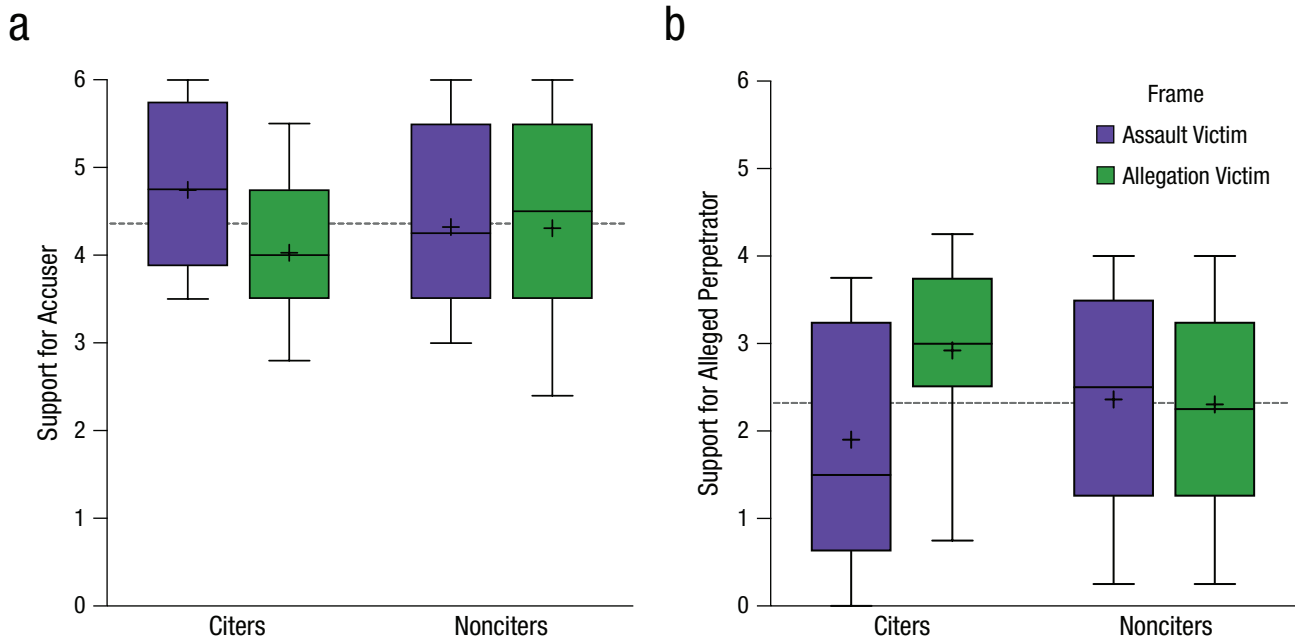 a
6
5
4
3
2
1
0
Support for Accuser
Citers
Nonciters
b
6
5
4
3
2
1
0
Support for Alleged Perpetrator
Frame
Assault Victim
Allegation Victim
Citers
Nonciters